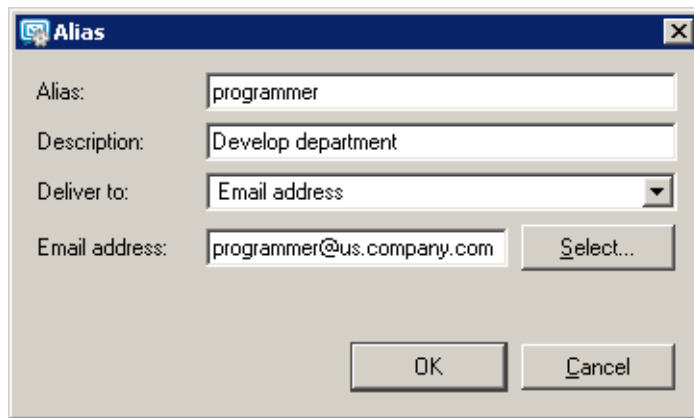 Alias
Alias: programmer
Description: Develop department
Deliver to: Email address
Email address: programmer@us.company.com Select...
OK Cancel